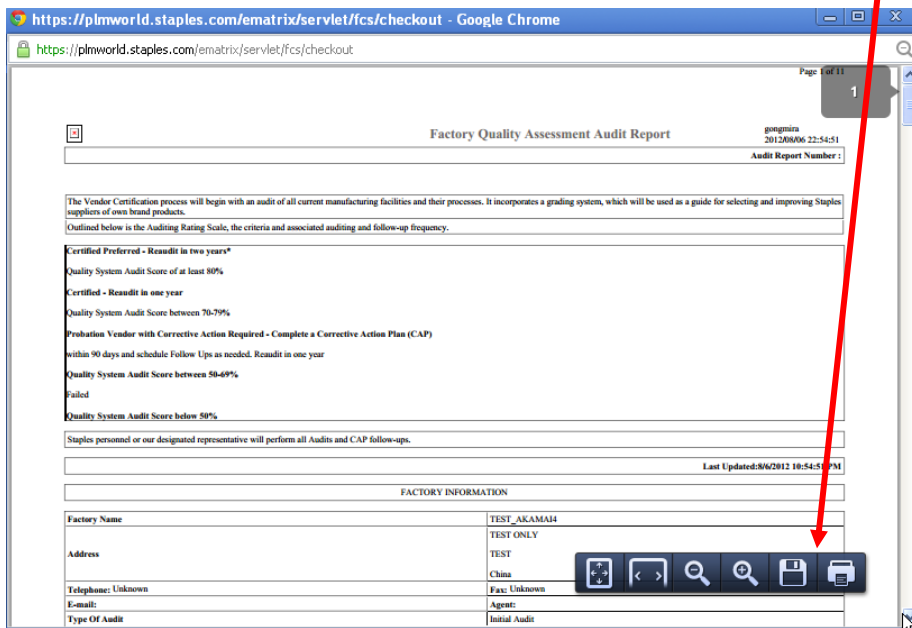 https://plmworld.staples.com/ematrix/servlet/fcs/checkout - Google Chrome
https://plmworld.staples.com/ematrix/servlet/fcs/checkout
Page 1 of 11
1
Factory Quality Assessment Audit Report
gongmira
2012/08/06 22:54:51
Audit Report Number :
The Vendor Certification process will begin with an audit of all current manufacturing facilities and their processes. It incorporates a grading system, which will be used as a guide for selecting and improving Staples
suppliers of own brand products.
Outlined below is the Auditing Rating Scale, the criteria and associated auditing and follow-up frequency.
Certified Preferred - Reaudit in two years*
Quality System Audit Score of at least 80%
Certified - Reaudit in one year
Quality System Audit Score between 70-79%
Probation Vendor with Corrective Action Required - Complete a Corrective Action Plan (CAP)
within 90 days and schedule Follow Ups as needed. Reaudit in one year
Quality System Audit Score between 50-69%
Failed
Quality System Audit Score below 50%
Staples personnel or our designated representative will perform all Audits and CAP follow-ups.
Last Updated:8/6/2012 10:54:51 PM
FACTORY INFORMATION
Factory Name TEST_AKAMAI4
TEST ONLY
Address TEST
China
Telephone: Unknown Fax: Unknown
E-mail: Agent:
Type Of Audit Initial Audit